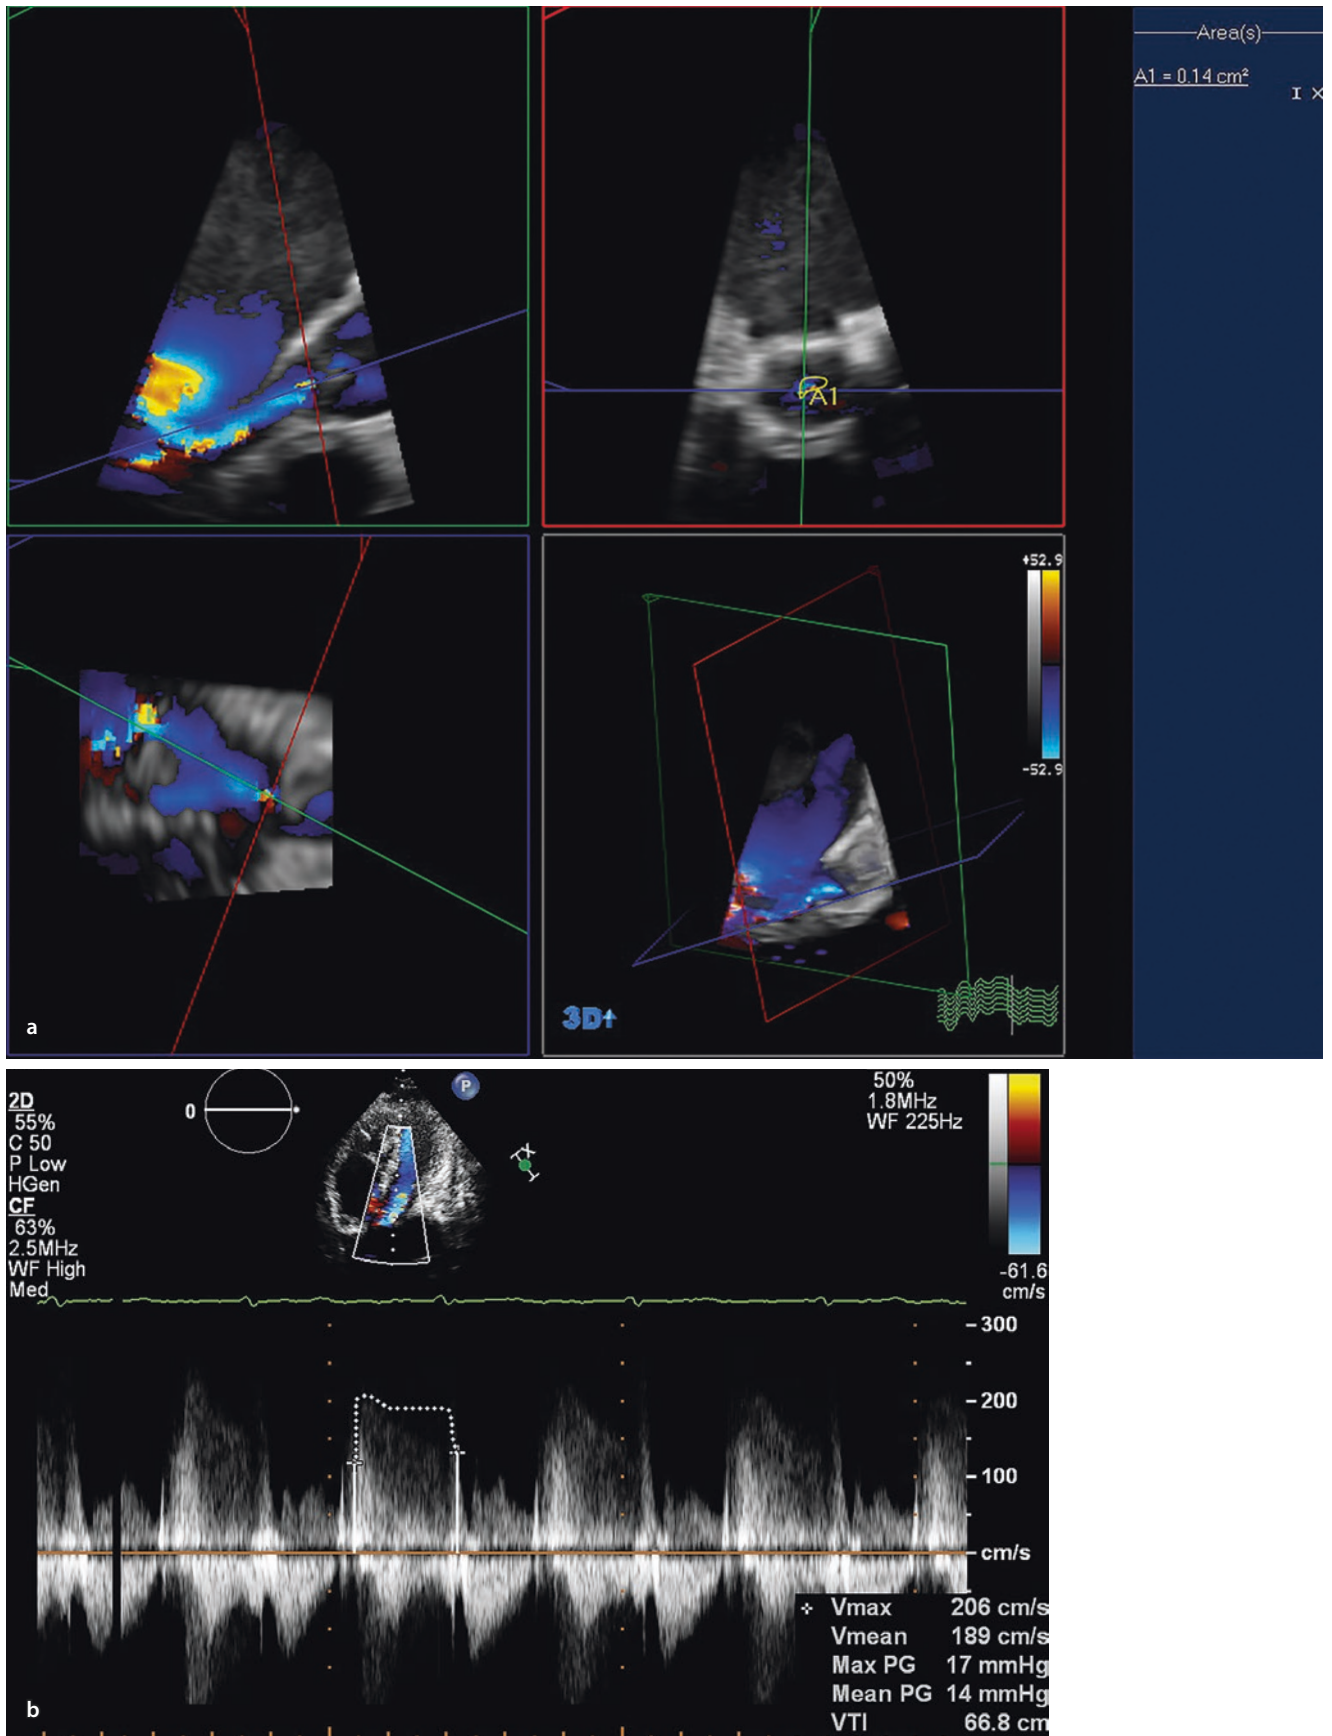 Area(s)
A1 = 0.14 cm²
I X
A1
+52.9
-52.9
3D
a
2D
55%
C 50
P Low
HGen
CF
63%
2.5MHz
WF High
Med
0
P
TX
I
50%
1.8MHz
WF 225Hz
-61.6
cm/s
300
200
100
cm/s
Vmax 206 cm/s
Vmean 189 cm/s
Max PG 17 mmHg
Mean PG 14 mmHg
VTI 66.8 cm
b